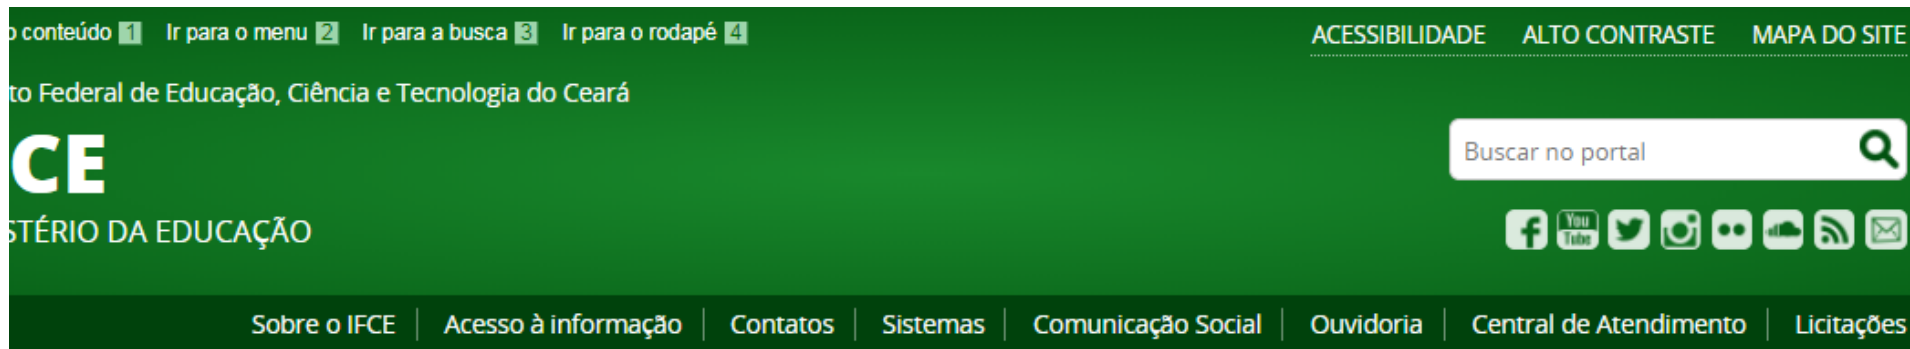 o conteúdo 1 Ir para o menu 2 Ir para a busca 3 Ir para o rodapé 4 ACESSIBILIDADE ALTO CONTRASTE MAPA DO SITE
to Federal de Educação, Ciência e Tecnologia do Ceará
CE
Buscar no portal
STÉRIO DA EDUCAÇÃO
You Tube
Sobre o IFCE Acesso à informação Contatos Sistemas Comunicação Social Ouvidoria Central de Atendimento Licitações